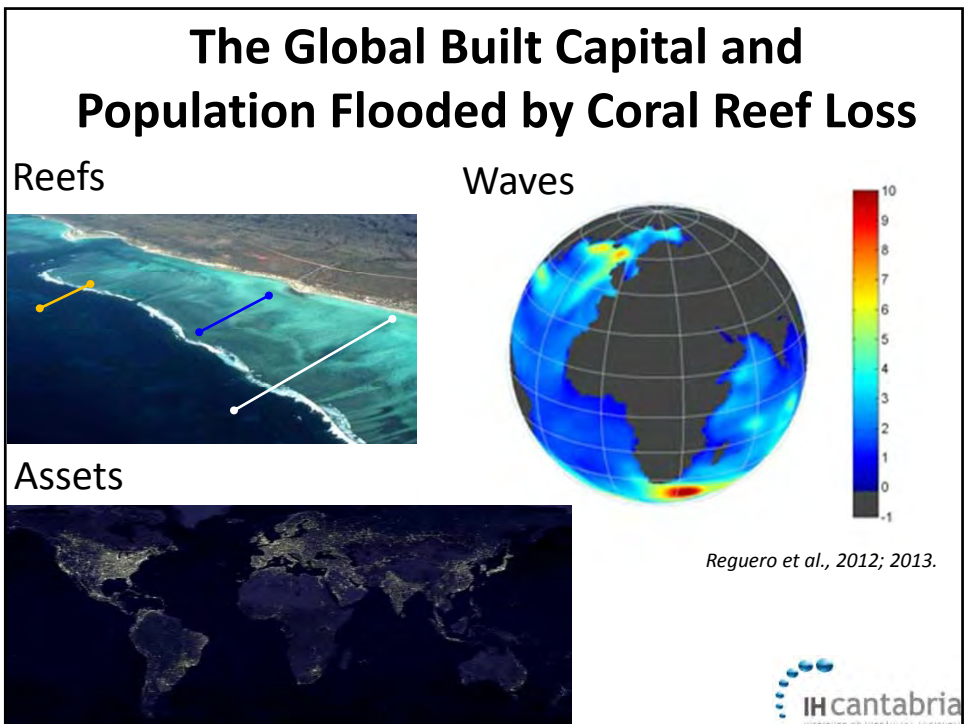 The Global Built Capital and
Population Flooded by Coral Reef Loss
Reefs
Waves
10
9
8
7
6
5
4
3
2
1
0
-1
Assets
Reguero et al., 2012; 2013.
IHcantabria